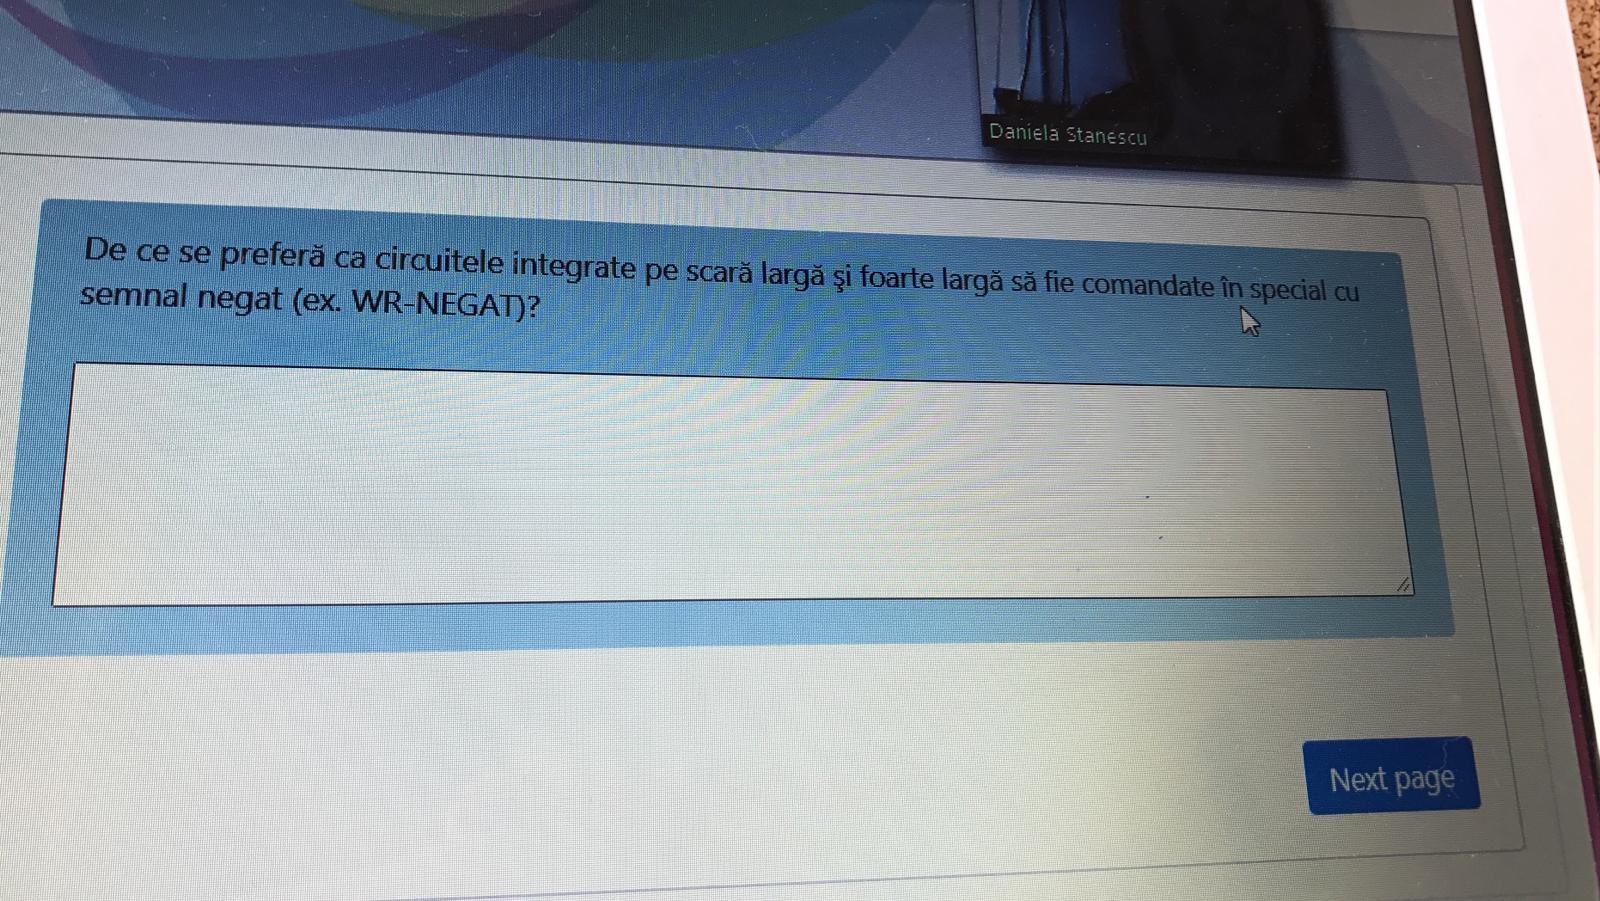 Daniela Stanescu
De ce se preferă ca circuitele integrate pe scară largă şi foarte largă să fie comandate în special cu
semnal negat (ex. WR-NEGAT)?
Next page